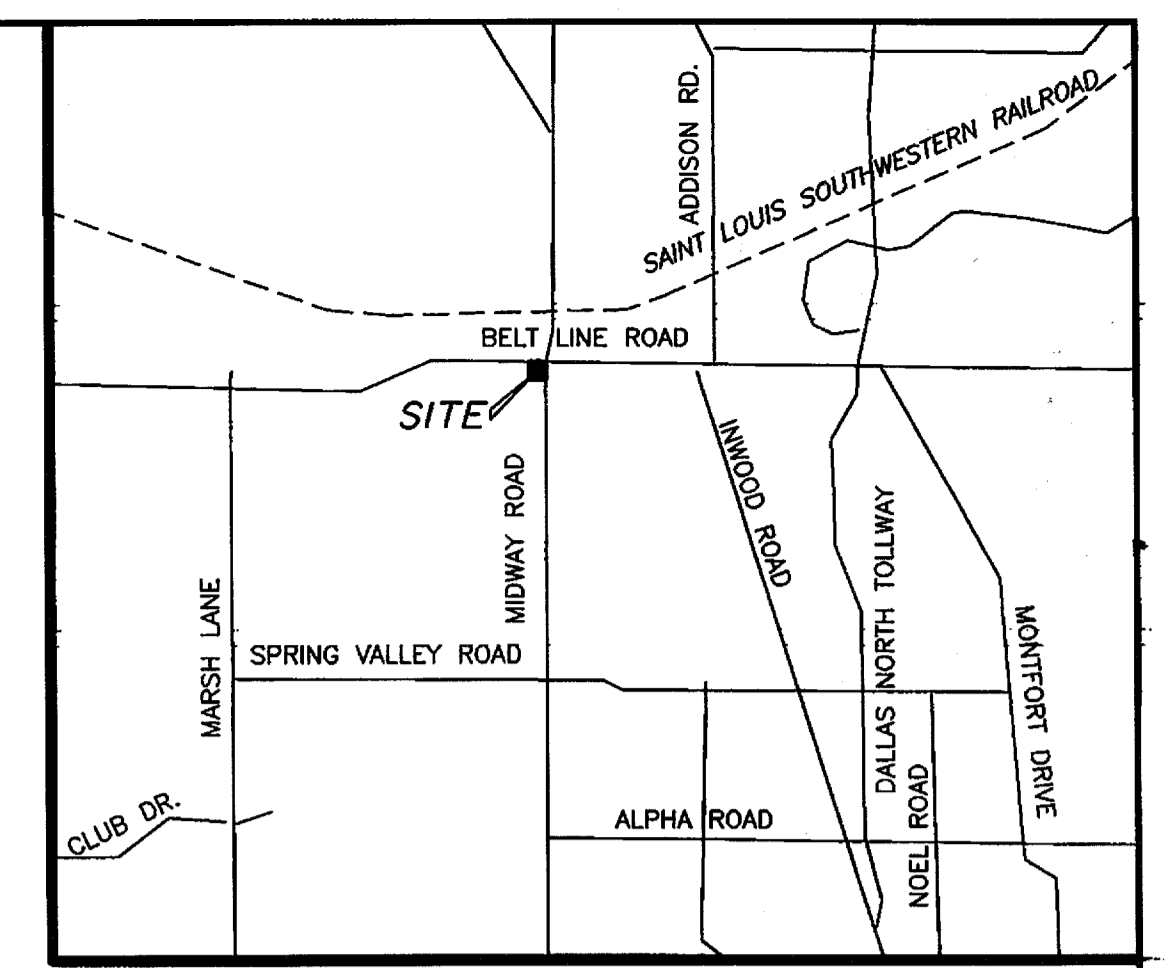 ADDISON RD.
SAINT LOUIS SOUTHWESTERN RAILROAD
BELT LINE ROAD
SITE
INWOOD ROAD
MIDWAY ROAD
DALLAS NORTH TOLLWAY
MARSH LANE
SPRING VALLEY ROAD
MONTFORT DRIVE
CLUB DR.
ALPHA ROAD
NOEL ROAD